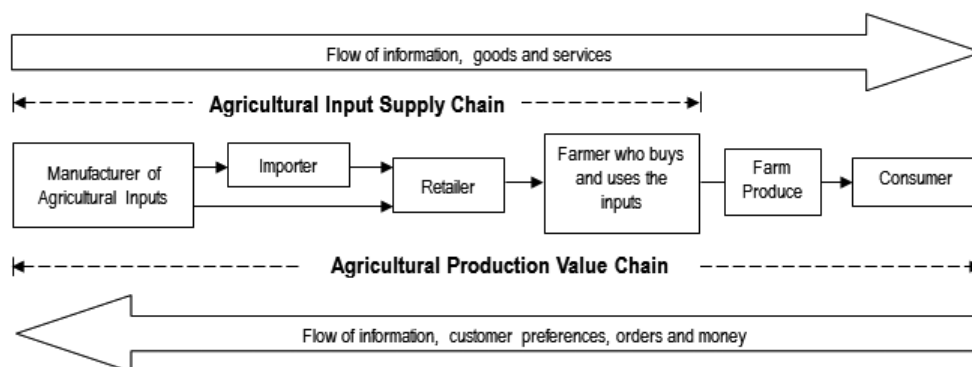 Flow of information, goods and services
Agricultural Input Supply Chain
Manufacturer of
Agricultural Inputs
Importer
Retailer
Farmer who buys
and uses the
inputs
Farm
Produce
Consumer
Agricultural Production Value Chain
Flow of information, customer preferences, orders and money